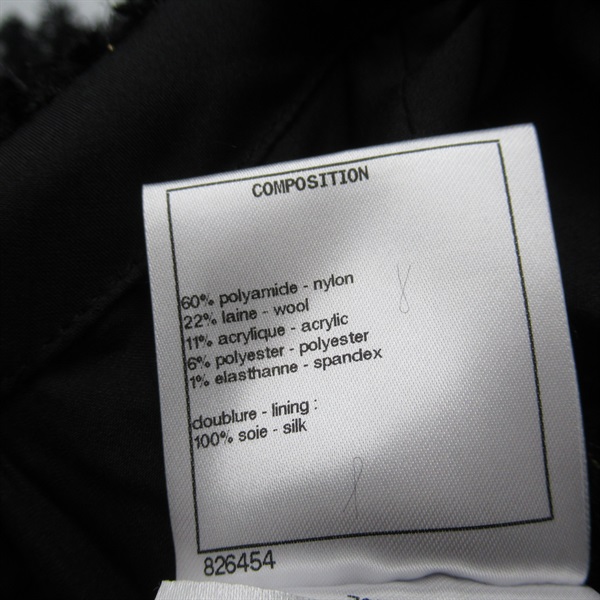 COMPOSITION
60% polyamide - nylon
22% laine - wool
11% acrylique - acrylic
6% polyester - polyester
1% elasthanne - spandex
doublure - lining :
100% soie - silk
826454